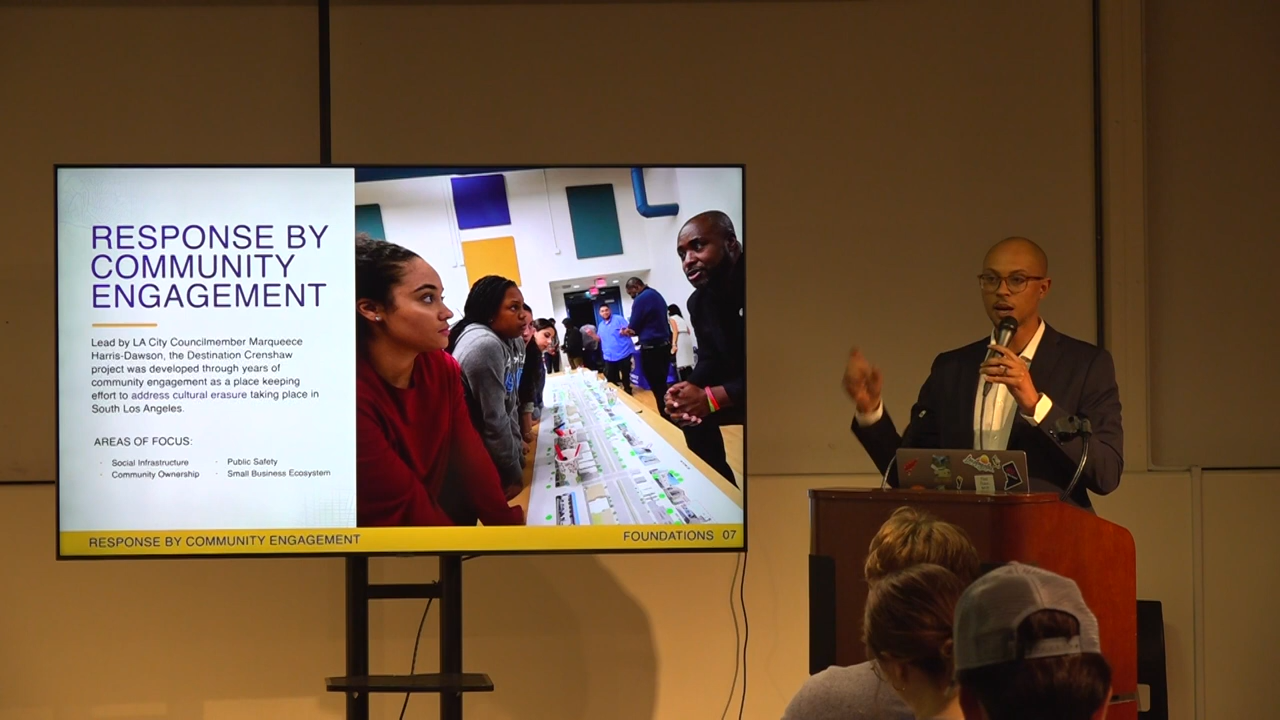 RESPONSE BY
COMMUNITY
ENGAGEMENT
Lead by LA City Councilmember Marqueece
Harris-Dawson, the Destination Crenshaw
project was developed through years of
community engagement as a place keeping
effort to address cultural erasure taking place in
South Los Angeles.
AREAS OF FOCUS:
· Social Infrastructure · Public Safety
· Community Ownership · Small Business Ecosystem
RESPONSE BY COMMUNITY ENGAGEMENT FOUNDATIONS 07